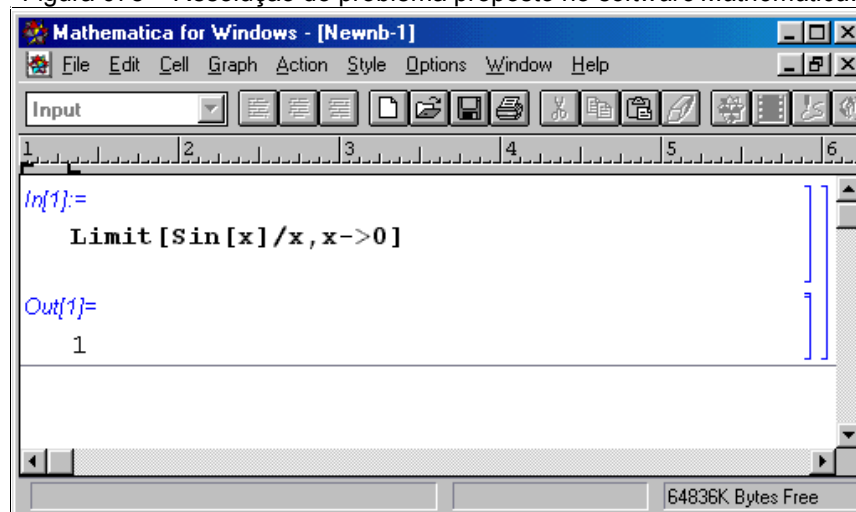 Mathematica for Windows - [Newnb-1]
File Edit Cell Graph Action Style Options Window Help
Input
1 2 3 4 5 6
In[1]:=
Limit[Sin[x]/x,x->0]
Out[1]=
1
64836K Bytes Free